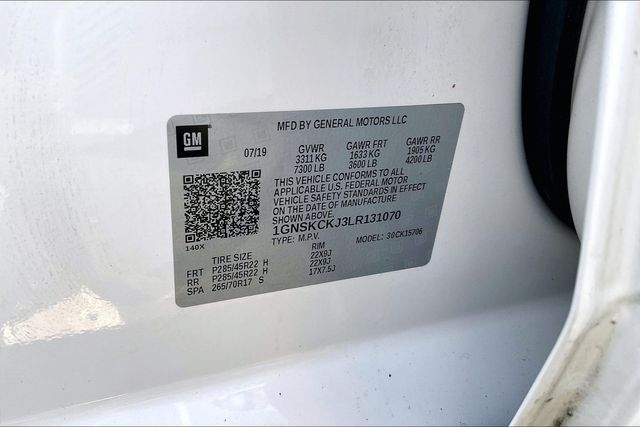 GM
MFD BY GENERAL MOTORS LLC
07/19 GVWR GAWR FRT GAWR RR
3311 KG 1633 KG 1905 KG
7300 LB 3600 LB 4200 LB
THIS VEHICLE CONFORMS TO ALL
APPLICABLE U.S. FEDERAL MOTOR
VEHICLE SAFETY STANDARDS IN EFFECT
ON THE DATE OF MANUFACTURE
SHOWN ABOVE.
1GNSKCKJ3LR131070
140X
TYPE: M.P.V. MODEL: 30CK15706
TIRE SIZE RIM
FRT P285/45R22 H 22X9J
RR P285/45R22 H 22X9J
SPA 265/70R17 S 17X7.5J